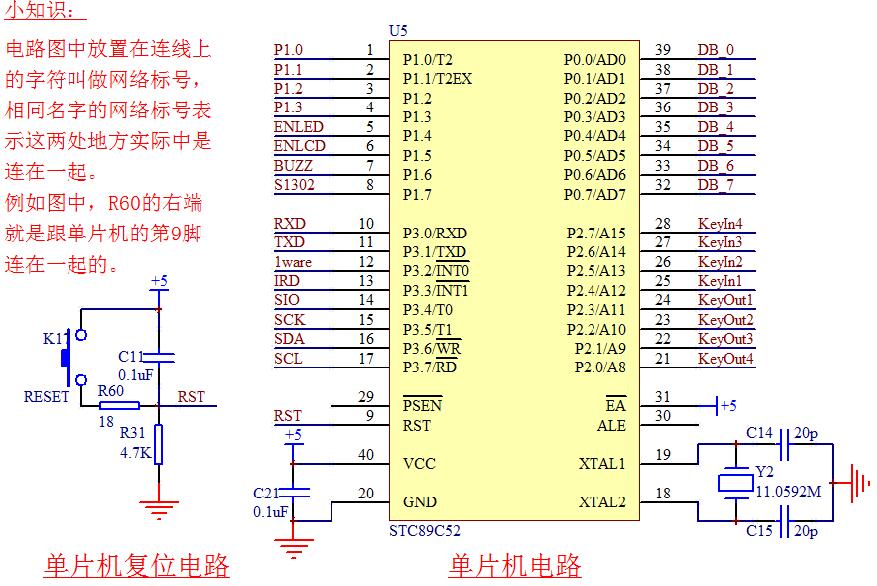 小知识：
电路图中放置在连线上
的字符叫做网络标号，
相同名字的网络标号表
示这两处地方实际中是
连在一起。
例如图中，R60的右端
就是跟单片机的第9脚
连在一起的。
U5
P1.0 1 P1.0/T2 P0.0/AD0 39 DB_0
P1.1 2 P1.1/T2EX P0.1/AD1 38 DB_1
P1.2 3 P1.2 P0.2/AD2 37 DB_2
P1.3 4 P1.3 P0.3/AD3 36 DB_3
ENLED 5 P1.4 P0.4/AD4 35 DB_4
ENLCD 6 P1.5 P0.5/AD5 34 DB_5
BUZZ 7 P1.6 P0.6/AD6 33 DB_6
S1302 8 P1.7 P0.7/AD7 32 DB_7
RXD 10 P3.0/RXD P2.7/A15 28 KeyIn4
TXD 11 P3.1/TXD P2.6/A14 27 KeyIn3
1ware 12 P3.2/INT0 P2.5/A13 26 KeyIn2
IRD 13 P3.3/INT1 P2.4/A12 25 KeyIn1
SIO 14 P3.4/T0 P2.3/A11 24 KeyOut1
SCK 15 P3.5/T1 P2.2/A10 23 KeyOut2
SDA 16 P3.6/WR P2.1/A9 22 KeyOut3
SCL 17 P3.7/RD P2.0/A8 21 KeyOut4
29 PSEN EA 31 +5
RST 9 RST ALE 30
+5
40 VCC XTAL1 19
20 GND XTAL2 18
C21
0.1uF
STC89C52
C14 20p
Y2
11.0592M
C15 20p
+5
K17
C11
0.1uF
RESET
R60
18
RST
R31
4.7K
单片机复位电路
单片机电路